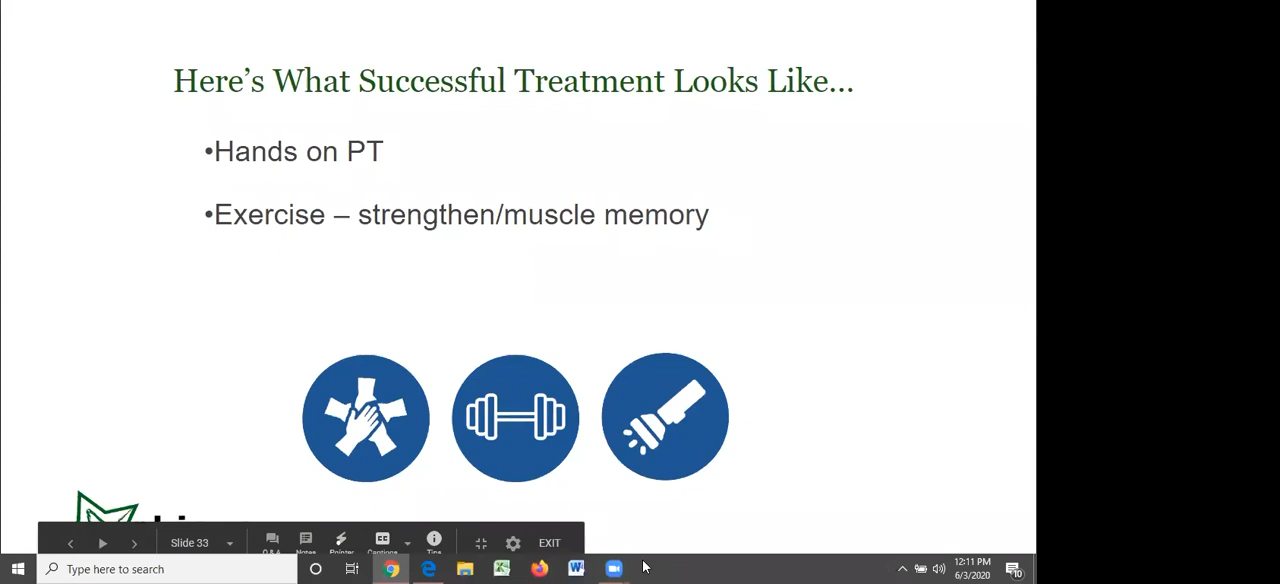 Here's What Successful Treatment Looks Like...
•Hands on PT
•Exercise – strengthen/muscle memory
Slide 33
EXIT
Type here to search
12:11 PM
6/3/2020
10